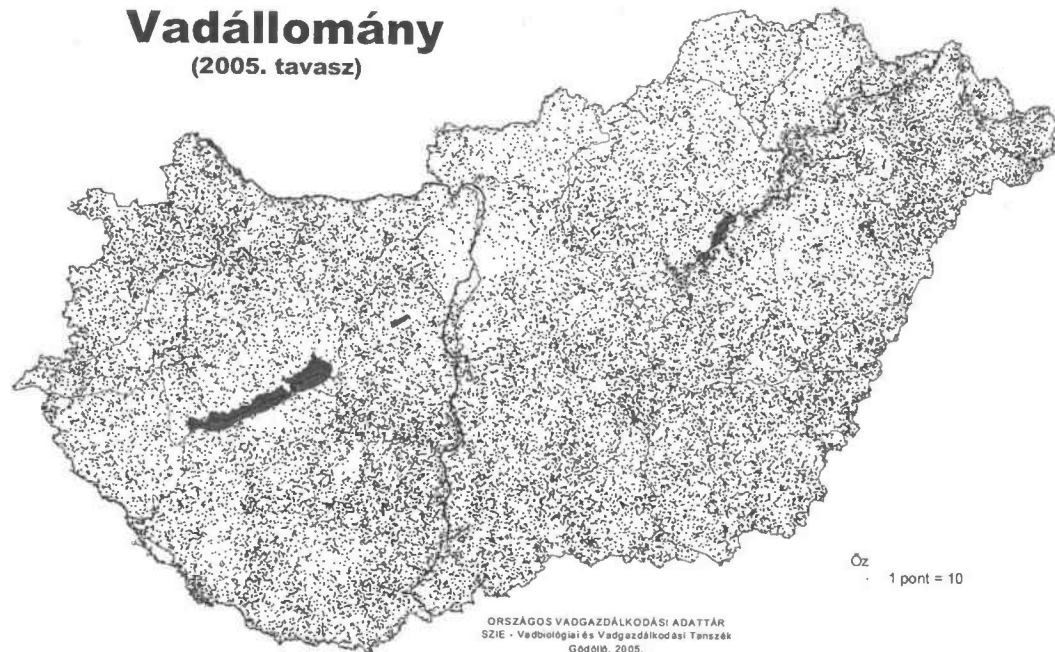 Vadállomány
(2005. tavasz)
Őz
1 pont = 10
ORSZÁGOS VADGAZDÁLKODÁSI ADATTÁR
SZIE - Vadbiológiai és Vadgazdálkodási Tanszék
Gödöllő, 2005.